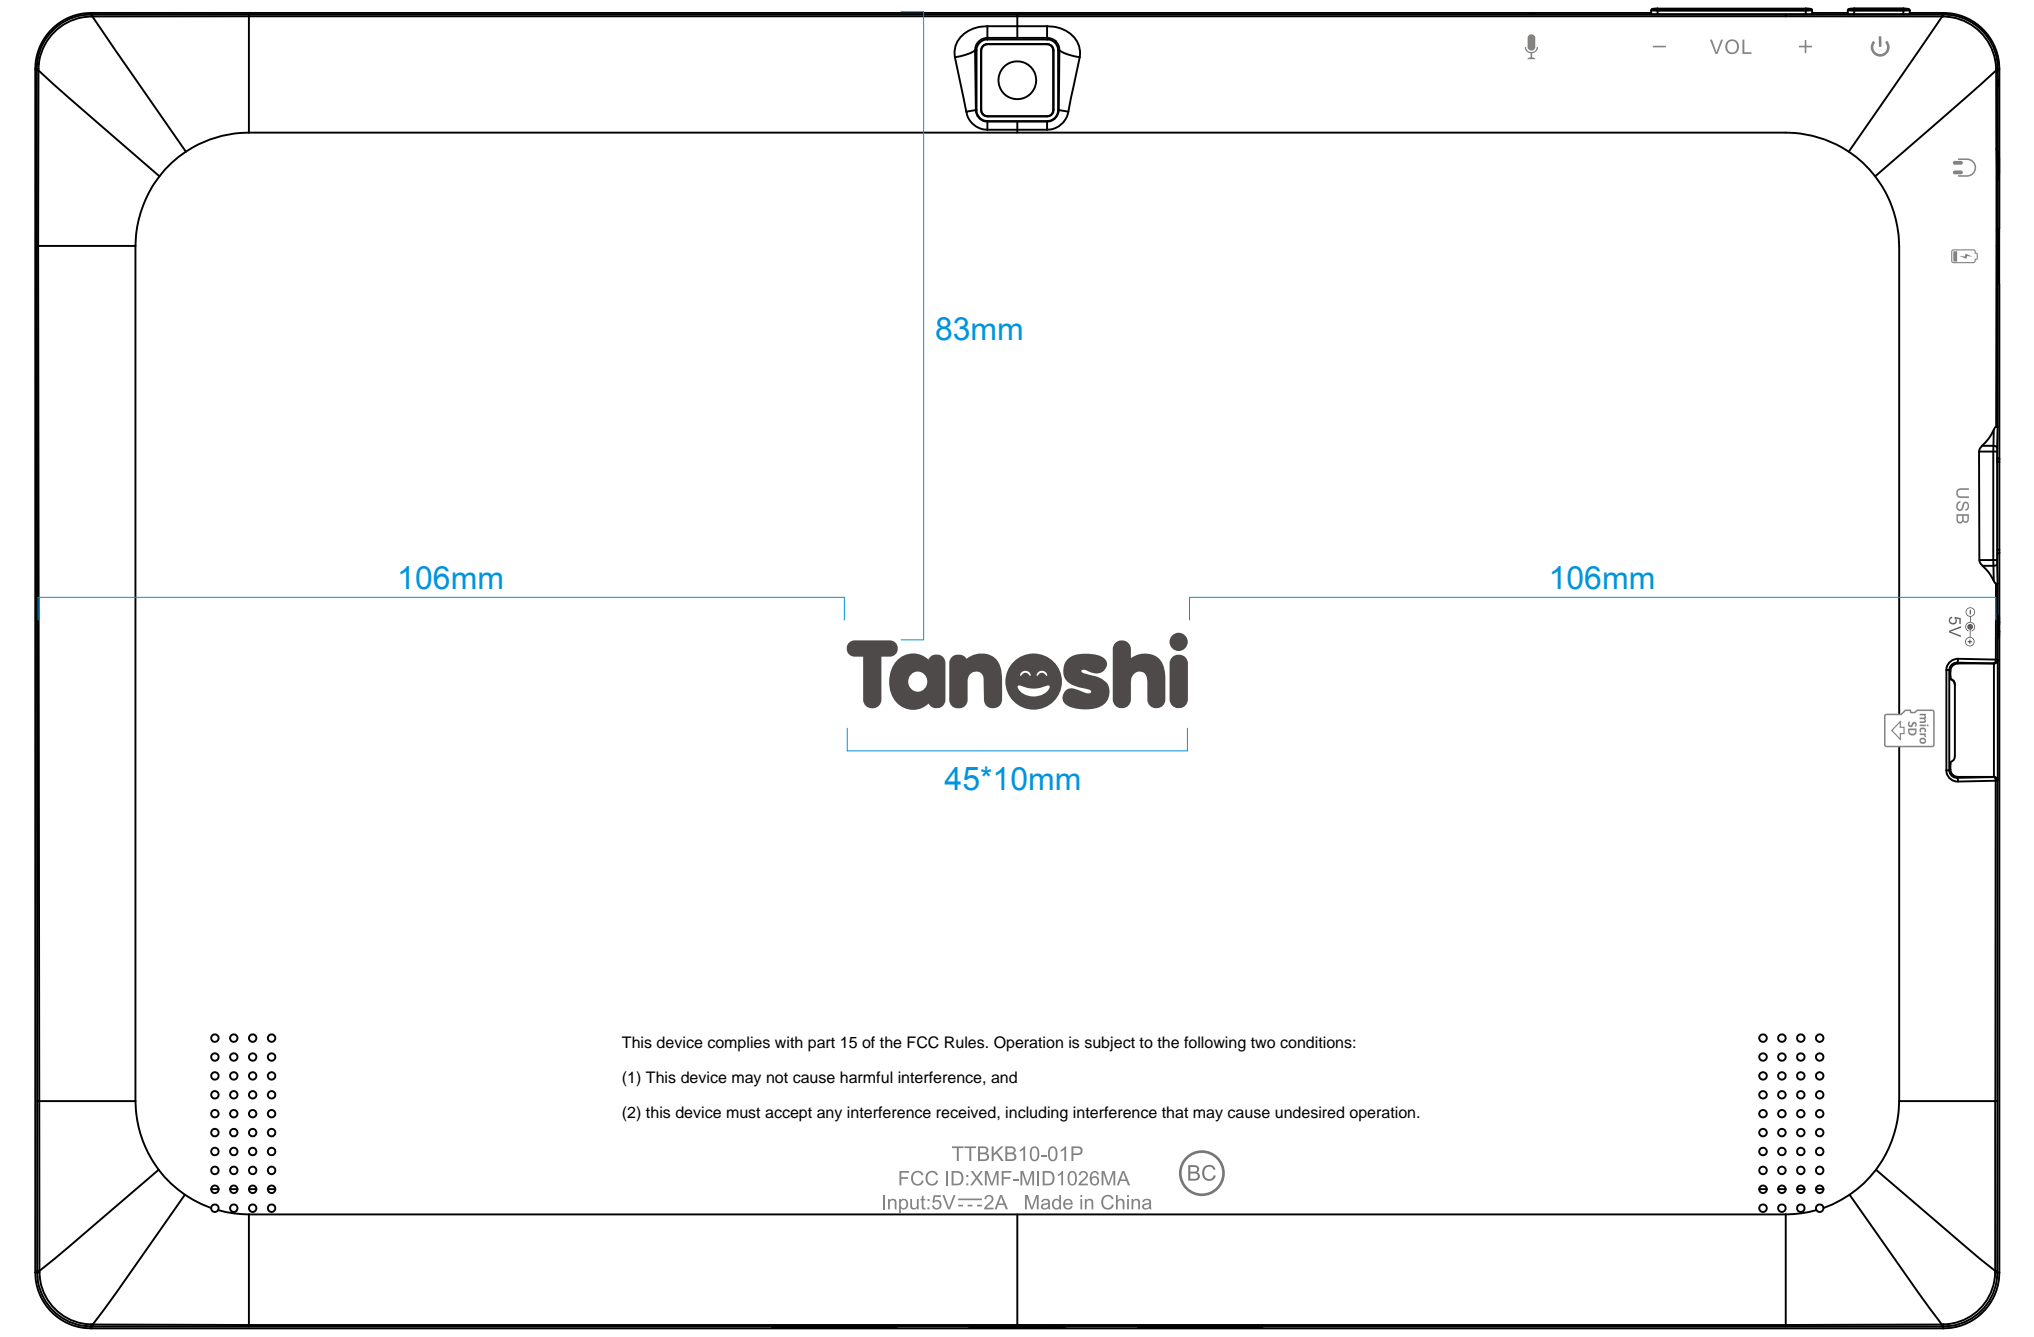 − VOL +
83mm
USB
106mm
106mm
5V
Tanoshi
micro
SD
45*10mm
This device complies with part 15 of the FCC Rules. Operation is subject to the following two conditions:
(1) This device may not cause harmful interference, and
(2) this device must accept any interference received, including interference that may cause undesired operation.
TTBKB10-01P
FCC ID:XMF-MID1026MA
BC
Input:5V⎓2A Made in China